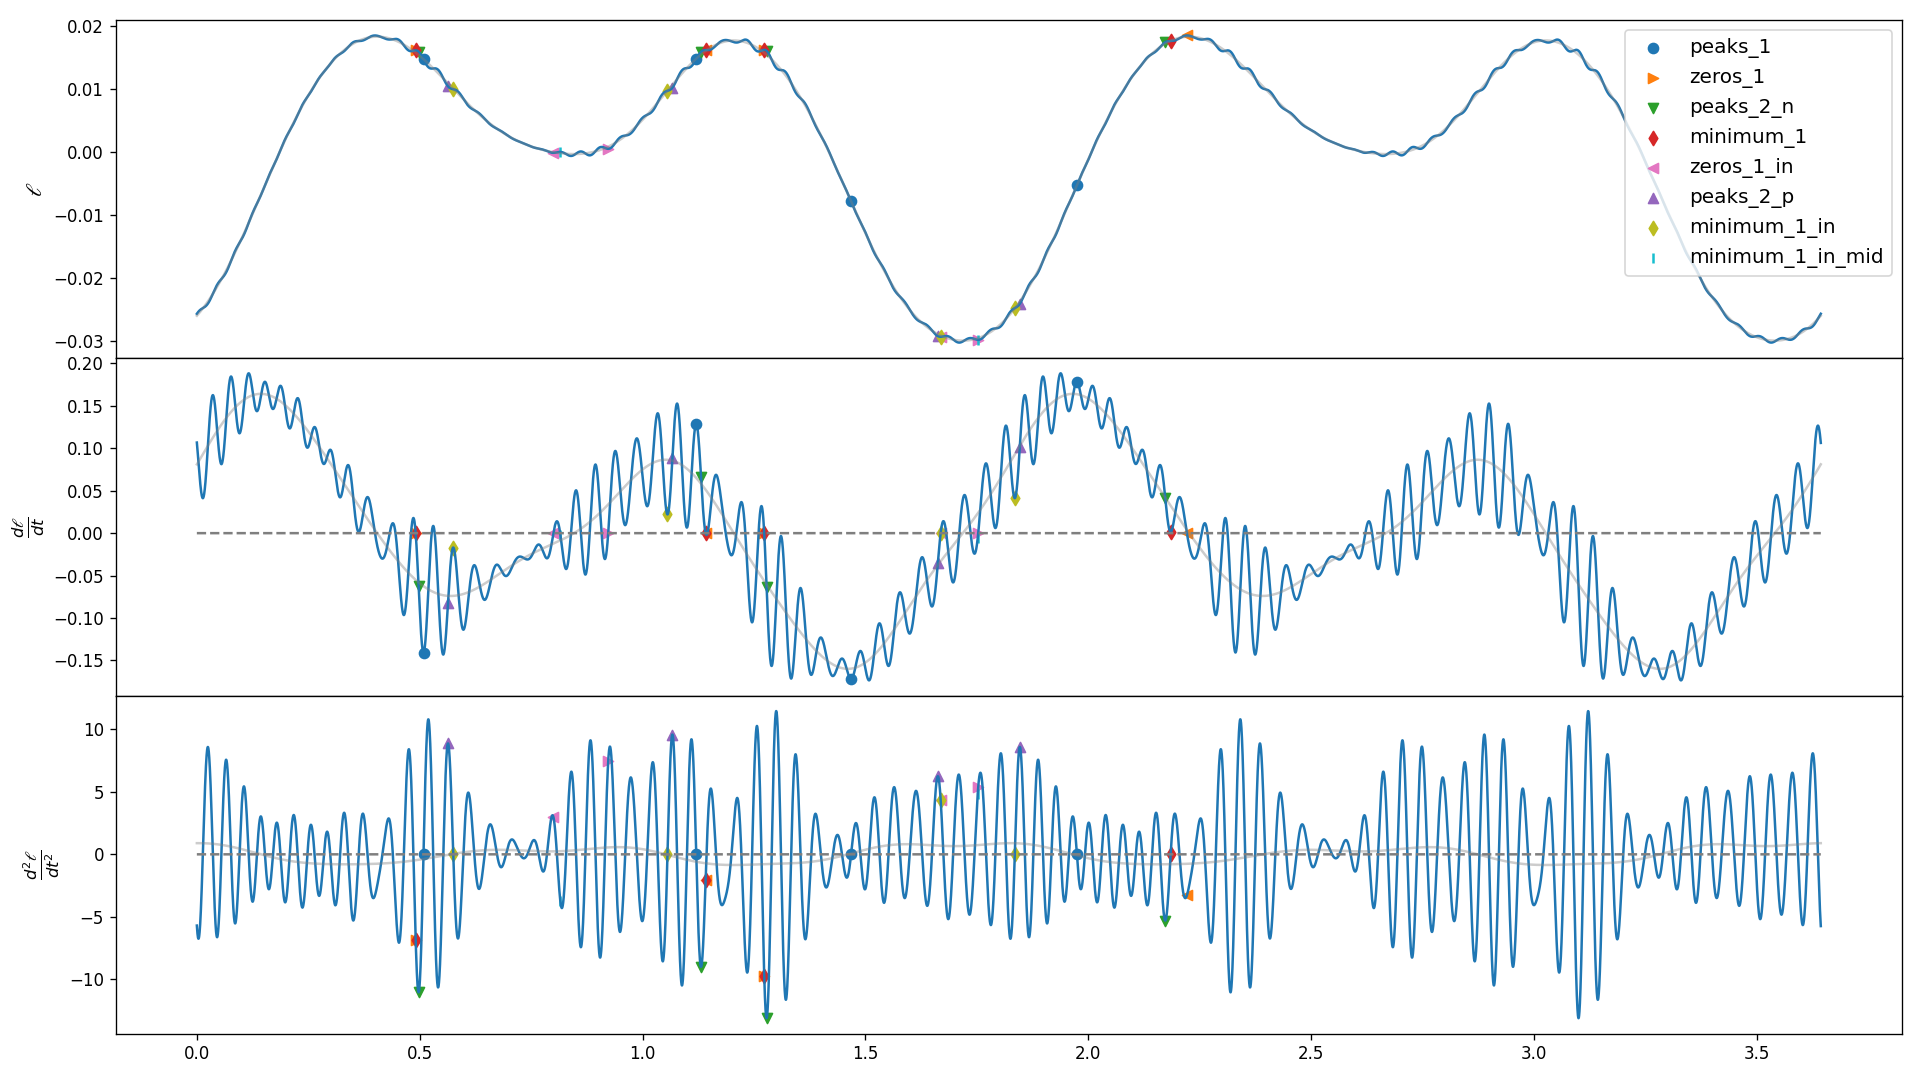 0.02
0.01
0.00
−0.01
−0.02
−0.03
ℓ
peaks_1
zeros_1
peaks_2_n
minimum_1
zeros_1_in
peaks_2_p
minimum_1_in
minimum_1_in_mid
0.20
0.15
0.10
0.05
0.00
−0.05
−0.10
−0.15
dℓ
dt
10
5
0
−5
−10
d²ℓ
dt²
0.0 0.5 1.0 1.5 2.0 2.5 3.0 3.5